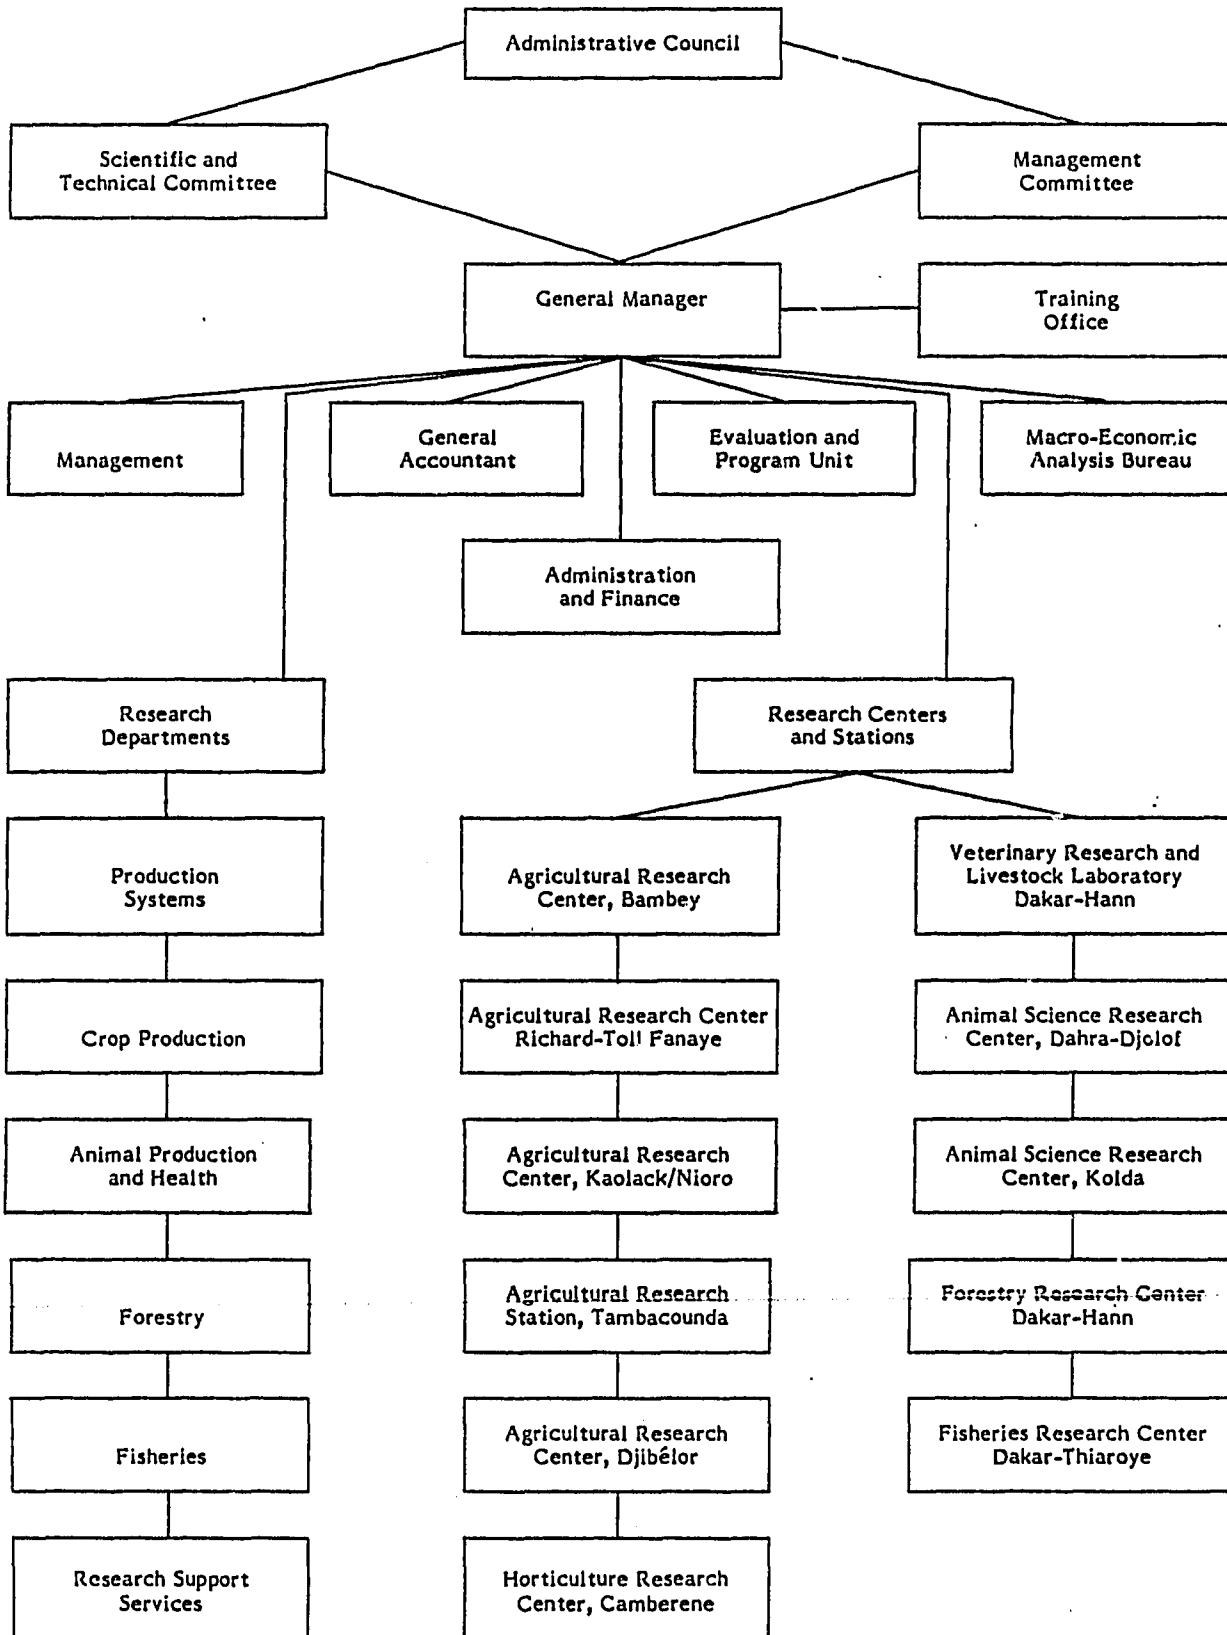 Administrative Council
Scientific and
Technical Committee
Management
Committee
General Manager
Training
Office
Management
General
Accountant
Evaluation and
Program Unit
Macro-Economic
Analysis Bureau
Administration
and Finance
Research
Departments
Research Centers
and Stations
Production
Systems
Agricultural Research
Center, Bambey
Veterinary Research and
Livestock Laboratory
Dakar-Hann
Crop Production
Agricultural Research Center
Richard-Toll Fanaye
Animal Science Research
Center, Dahra-Djolof
Animal Production
and Health
Agricultural Research
Center, Kaolack/Nioro
Animal Science Research
Center, Kolda
Forestry
Agricultural Research
Station, Tambacounda
Forestry Research Center
Dakar-Hann
Fisheries
Agricultural Research
Center, Djibélor
Fisheries Research Center
Dakar-Thiaroye
Research Support
Services
Horticulture Research
Center, Camberene